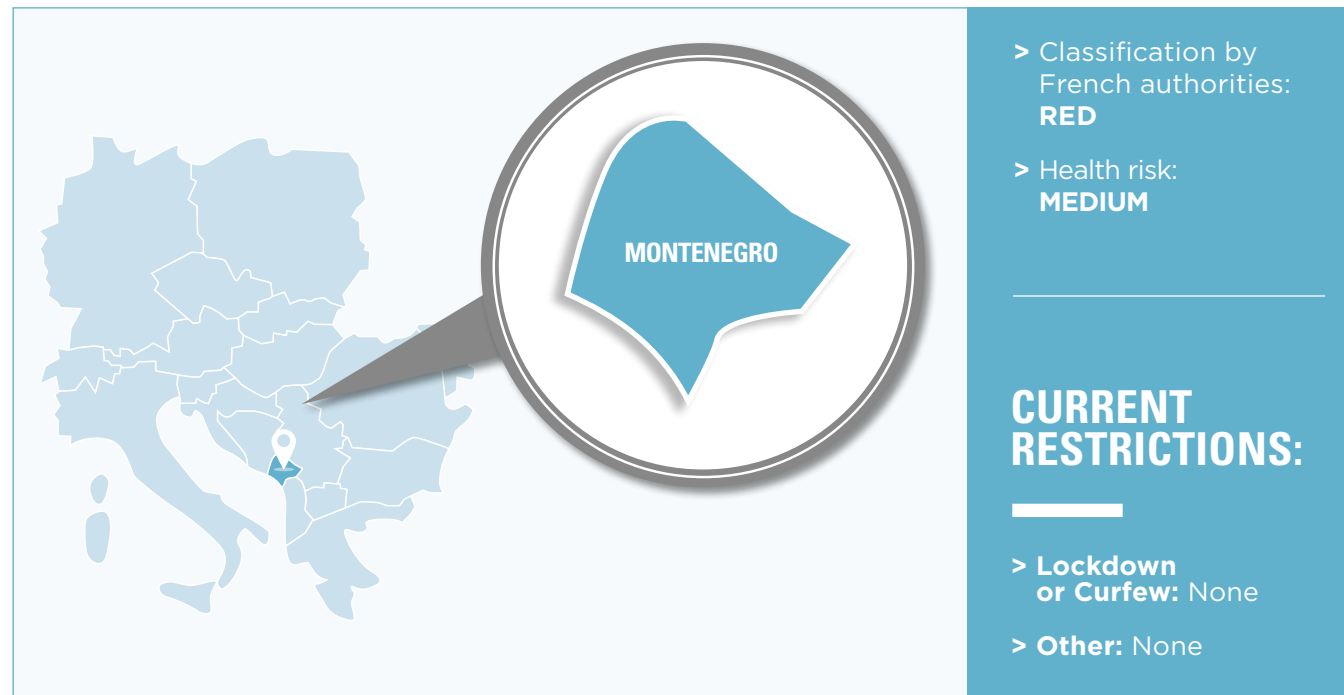 MONTENEGRO
> Classification by
French authorities:
RED
> Health risk:
MEDIUM
CURRENT
RESTRICTIONS:
> Lockdown
or Curfew: None
> Other: None